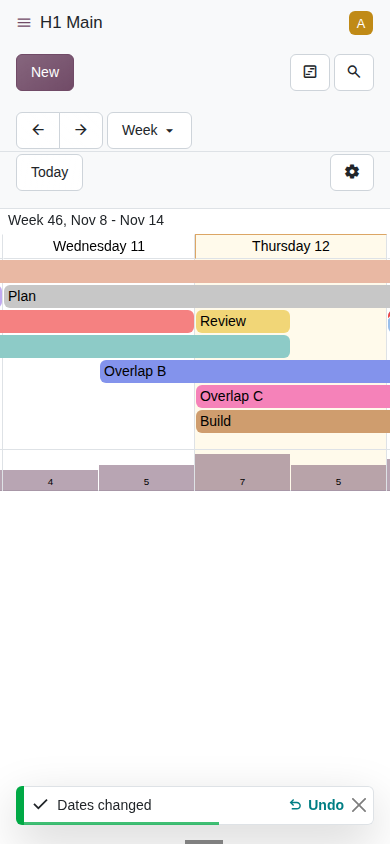 H1 Main
A
New
Week
Today
Week 46, Nov 8 - Nov 14
Wednesday 11
Thursday 12
Plan
Review
Overlap B
Overlap C
Build
4
5
7
5
Dates changed
Undo